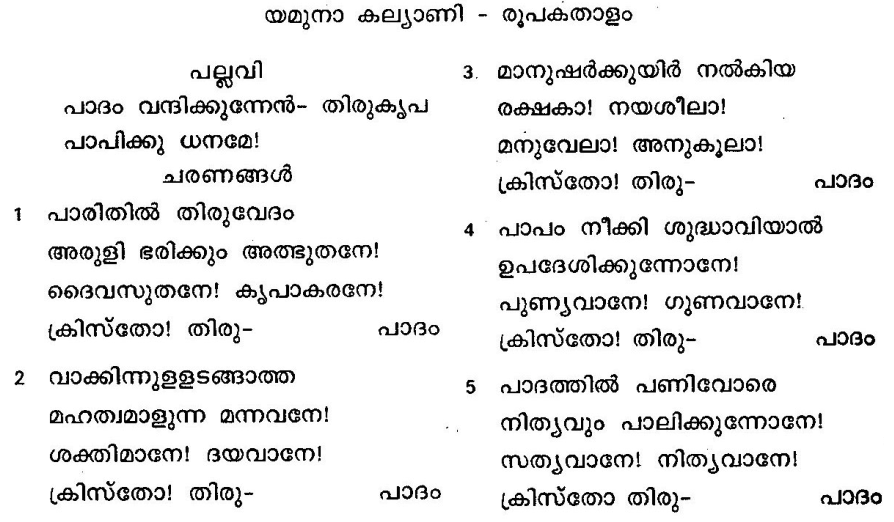 യമുനാ കല്യാണി - രൂപകതാളം
പല്ലവി
പാദം വന്ദിക്കുന്നേൻ- തിരുകൃപ
പാപിക്കു ധനമേ!
ചരണങ്ങൾ
1 പാരിതിൽ തിരുവേദം
അരുളി ഭരിക്കും അത്ഭുതനേ!
ദൈവസുതനേ! കൃപാകരനേ!
ക്രിസ്തോ! തിരു- പാദം
2 വാക്കിന്നുളളടങ്ങാത്ത
മഹത്വമാളുന്ന മന്നവനേ!
ശക്തിമാനേ! ദയവാനേ!
ക്രിസ്തോ! തിരു- പാദം
3. മാനുഷർക്കുയിർ നൽകിയ
രക്ഷകാ! നയശീലാ!
മനുവേലാ! അനുകൂലാ!
ക്രിസ്തോ! തിരു- പാദം
4 പാപം നീക്കി ശുദ്ധാവിയാൽ
ഉപദേശിക്കുന്നോനേ!
പുണ്യവാനേ! ഗുണവാനേ!
ക്രിസ്തോ! തിരു- പാദം
5 പാദത്തിൽ പണിവോരെ
നിത്യവും പാലിക്കുന്നോനേ!
സത്യവാനേ! നിത്യവാനേ!
ക്രിസ്തോ തിരു- പാദം